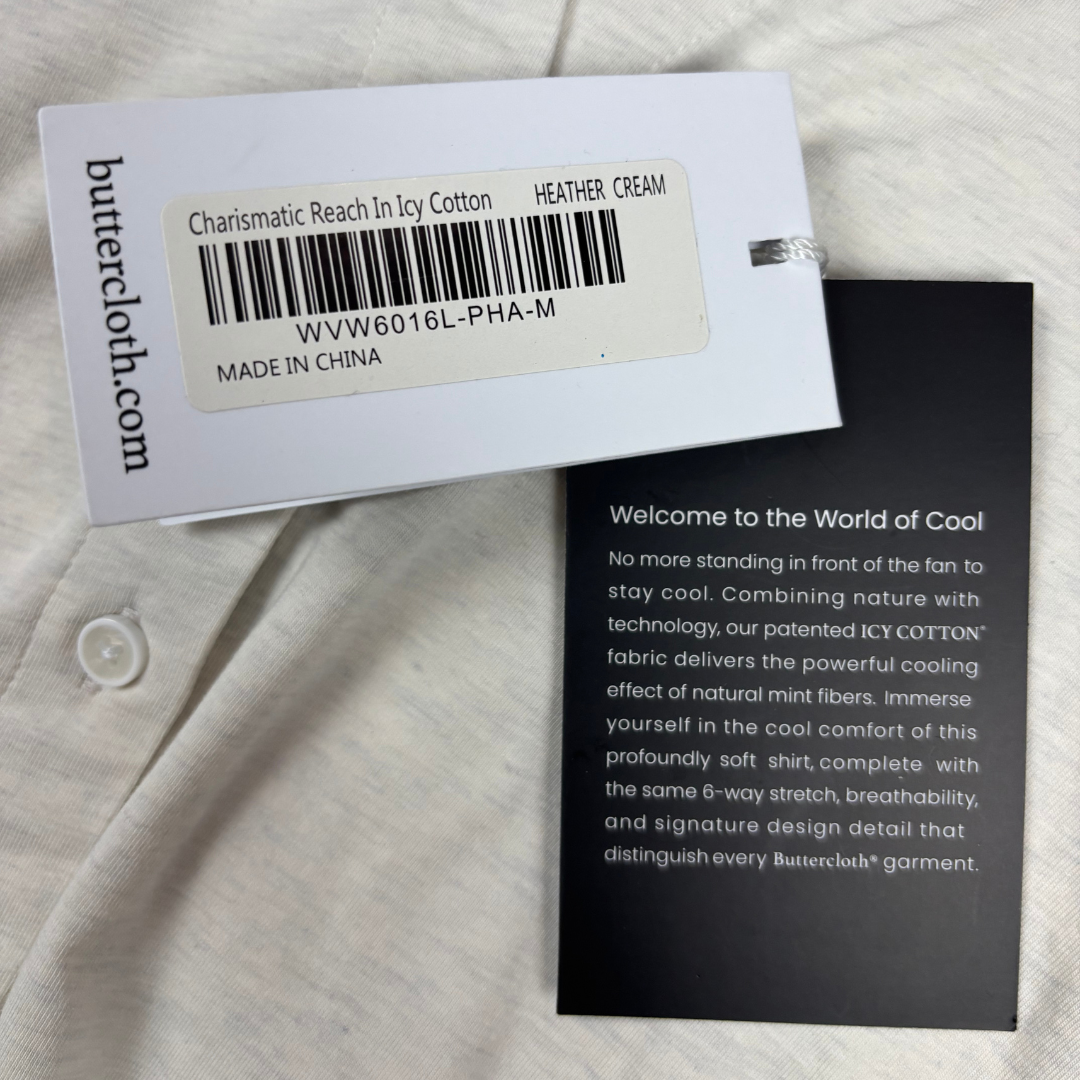 buttercloth.com
Charismatic Reach In Icy Cotton HEATHER CREAM
WVW6016L-PHA-M
MADE IN CHINA
Welcome to the World of Cool
No more standing in front of the fan to
stay cool. Combining nature with
technology, our patented ICY COTTON®
fabric delivers the powerful cooling
effect of natural mint fibers. Immerse
yourself in the cool comfort of this
profoundly soft shirt, complete with
the same 6-way stretch, breathability,
and signature design detail that
distinguish every Buttercloth® garment.